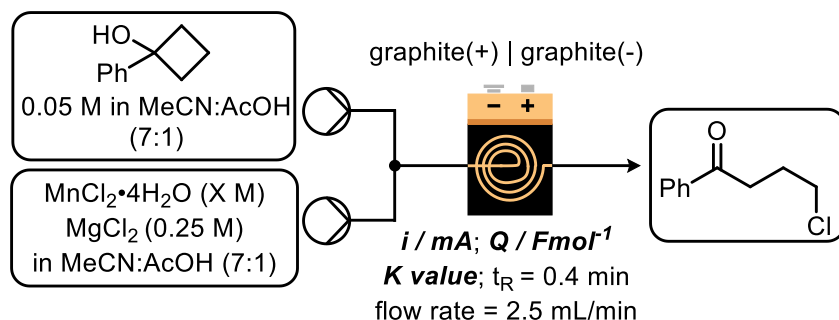 HO
Ph
0.05 M in MeCN:AcOH
(7:1)
MnCl₂•4H₂O (X M)
MgCl₂ (0.25 M)
in MeCN:AcOH (7:1)
graphite(+) | graphite(-)
− +
e
i / mA; Q / Fmol⁻¹
K value; tR = 0.4 min
flow rate = 2.5 mL/min
O
Ph
Cl